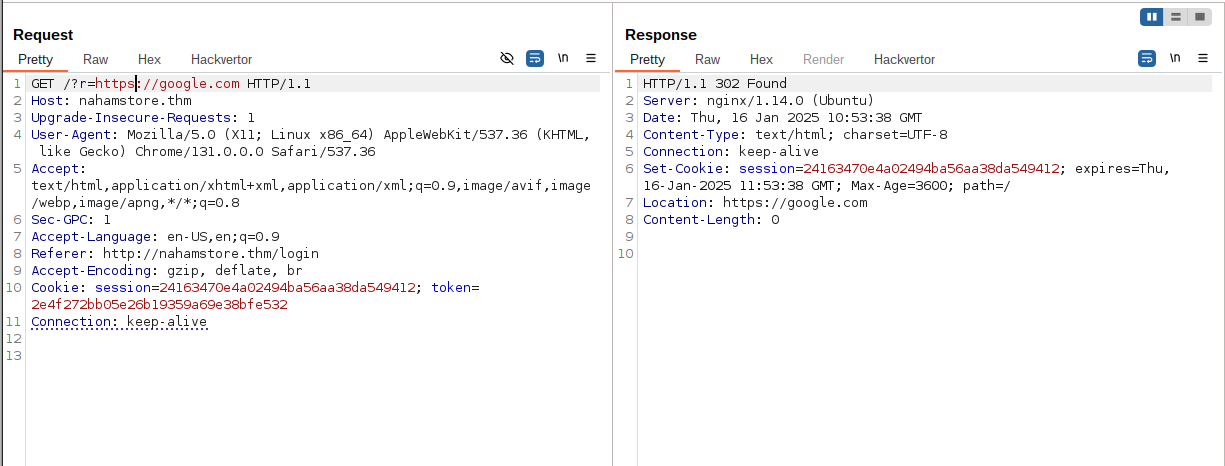 Request
Pretty Raw Hex Hackvertor
\n
1 GET /?r=https://google.com HTTP/1.1
2 Host: nahamstore.thm
3 Upgrade-Insecure-Requests: 1
4 User-Agent: Mozilla/5.0 (X11; Linux x86_64) AppleWebKit/537.36 (KHTML,
like Gecko) Chrome/131.0.0.0 Safari/537.36
5 Accept:
text/html,application/xhtml+xml,application/xml;q=0.9,image/avif,image
/webp,image/apng,*/*;q=0.8
6 Sec-GPC: 1
7 Accept-Language: en-US,en;q=0.9
8 Referer: http://nahamstore.thm/login
9 Accept-Encoding: gzip, deflate, br
10 Cookie: session=24163470e4a02494ba56aa38da549412; token=
2e4f272bb05e26b19359a69e38bfe532
11 Connection: keep-alive
12
13
Response
Pretty Raw Hex Render Hackvertor
\n
1 HTTP/1.1 302 Found
2 Server: nginx/1.14.0 (Ubuntu)
3 Date: Thu, 16 Jan 2025 10:53:38 GMT
4 Content-Type: text/html; charset=UTF-8
5 Connection: keep-alive
6 Set-Cookie: session=24163470e4a02494ba56aa38da549412; expires=Thu,
16-Jan-2025 11:53:38 GMT; Max-Age=3600; path=/
7 Location: https://google.com
8 Content-Length: 0
9
10